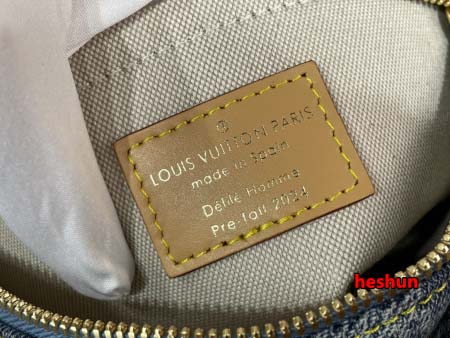 LOUIS VUITTON PARIS
made in Spain
Défilé Homme
Pre-fall 2024
heshun